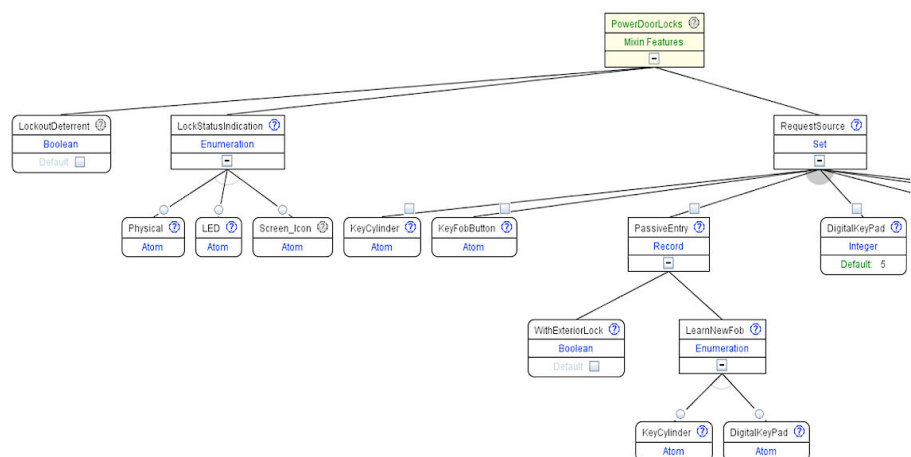 PowerDoorLocks ?
Mixin Features
LockoutDeterrent ?
Boolean
Default
LockStatusIndication ?
Enumeration
RequestSource ?
Set
Physical ?
Atom
LED ?
Atom
Screen_Icon ?
Atom
KeyCylinder ?
Atom
KeyFobButton ?
Atom
PassiveEntry ?
Record
DigitalKeyPad ?
Integer
Default: 5
WithExteriorLock ?
Boolean
Default
LearnNewFob ?
Enumeration
KeyCylinder ?
Atom
DigitalKeyPad ?
Atom